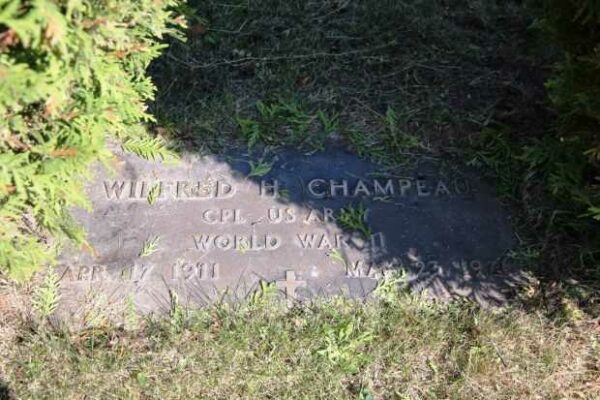 WILFRED H CHAMPEAU
CPL US ARMY
WORLD WAR II
APR 17 1911